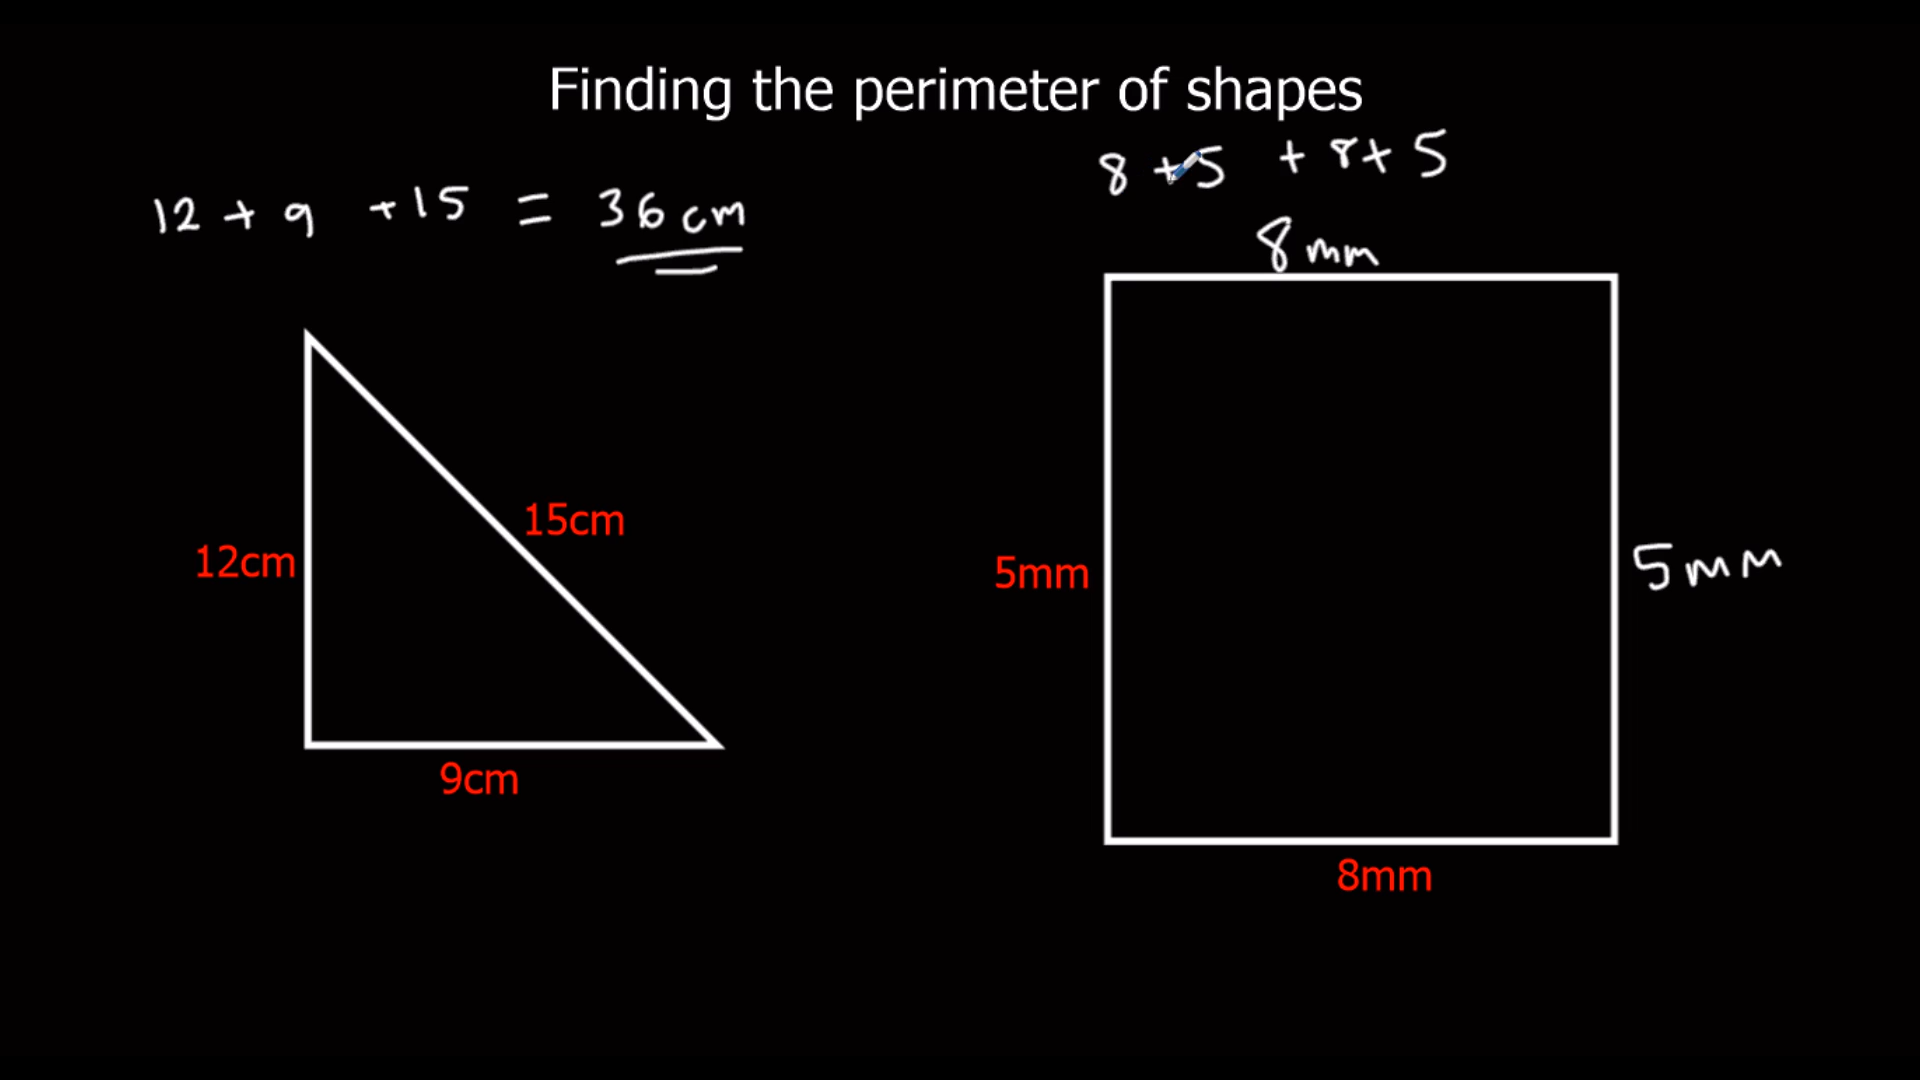 Finding the perimeter of shapes
12 + 9 + 15 = 36 cm
8 + 5 + 8 + 5
8 mm
15cm
12cm
9cm
5mm
5 mm
8mm